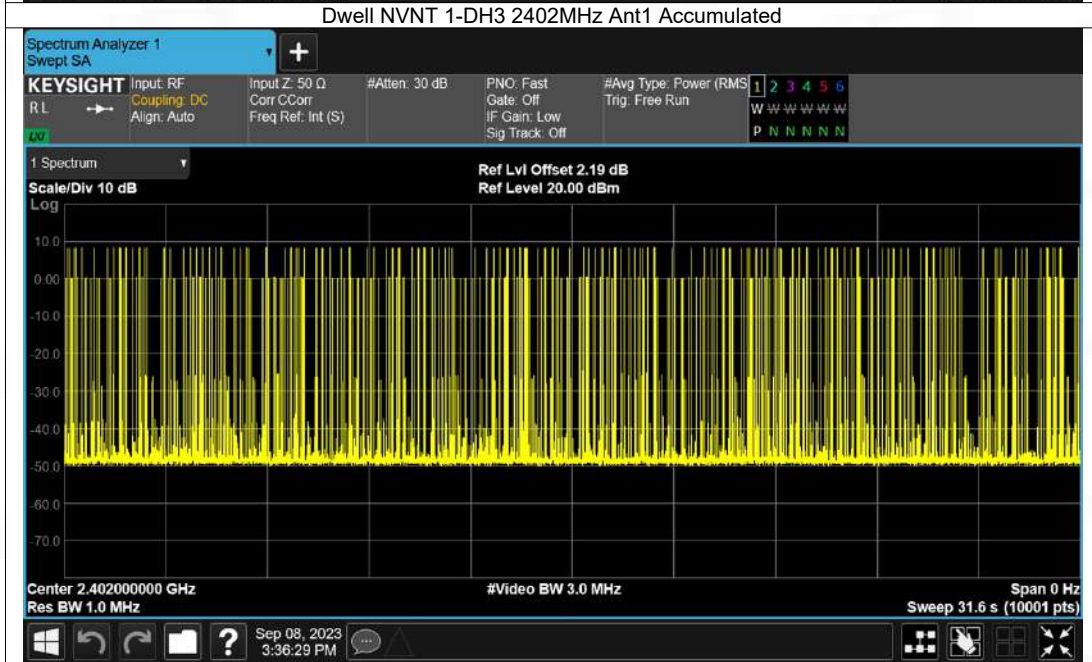 Dwell NVNT 1-DH3 2402MHz Ant1 Accumulated
Spectrum Analyzer 1
Swept SA
+
KEYSIGHT Input: RF Input Z: 50 Ω #Atten: 30 dB PNO: Fast #Avg Type: Power (RMS 1 2 3 4 5 6
RL Coupling: DC Corr CCorr Gate: Off Trig: Free Run W W W W W W
Align: Auto Freq Ref: Int (S) IF Gain: Low
LXI Sig Track: Off P N N N N N
1 Spectrum Ref Lvl Offset 2.19 dB
Scale/Div 10 dB Ref Level 20.00 dBm
Log
10.0
0.00
-10.0
-20.0
-30.0
-40.0
-50.0
-60.0
-70.0
Center 2.402000000 GHz #Video BW 3.0 MHz Span 0 Hz
Res BW 1.0 MHz Sweep 31.6 s (10001 pts)
? Sep 08, 2023
3:36:29 PM